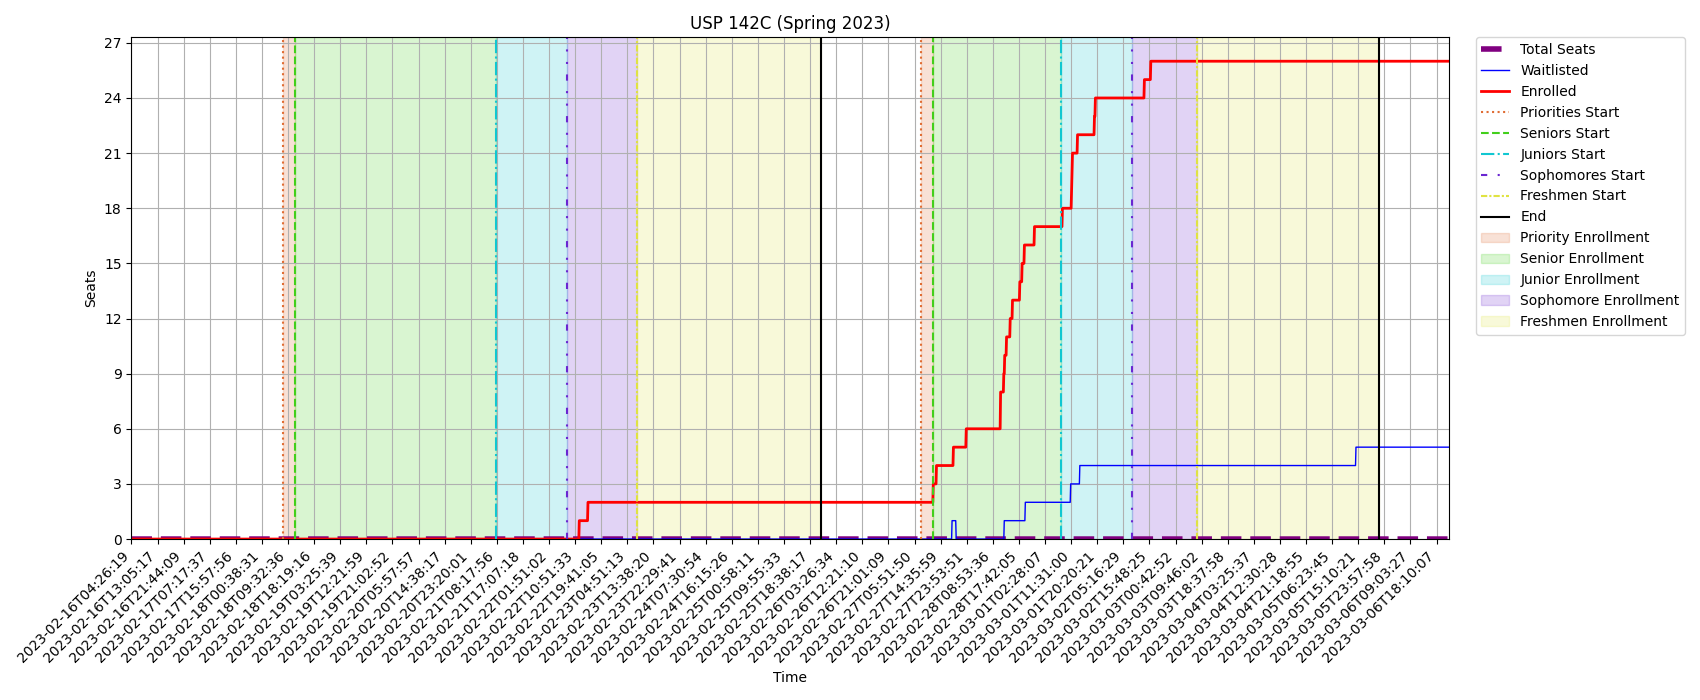 USP 142C (Spring 2023)
27
24
21
18
15
12
9
6
3
0
Seats
2023-02-16T04:26:19
2023-02-16T13:05:17
2023-02-16T21:44:09
2023-02-17T07:17:37
2023-02-17T15:57:56
2023-02-18T00:38:31
2023-02-18T09:32:36
2023-02-18T18:19:16
2023-02-19T03:25:39
2023-02-19T12:21:59
2023-02-19T21:02:52
2023-02-20T05:57:57
2023-02-20T14:38:17
2023-02-20T23:20:01
2023-02-21T08:17:56
2023-02-21T17:07:18
2023-02-22T01:51:02
2023-02-22T10:51:33
2023-02-22T19:41:05
2023-02-23T04:51:13
2023-02-23T13:38:20
2023-02-23T22:29:41
2023-02-24T07:30:54
2023-02-24T16:15:26
2023-02-25T00:58:11
2023-02-25T09:55:33
2023-02-25T18:38:17
2023-02-26T03:26:34
2023-02-26T12:21:10
2023-02-26T21:01:09
2023-02-27T05:51:50
2023-02-27T14:35:59
2023-02-27T23:53:51
2023-02-28T08:53:36
2023-02-28T17:42:05
2023-03-01T02:28:07
2023-03-01T11:31:00
2023-03-01T20:20:21
2023-03-02T05:16:29
2023-03-02T15:48:25
2023-03-03T00:42:52
2023-03-03T09:46:02
2023-03-03T18:37:58
2023-03-04T03:25:37
2023-03-04T12:30:28
2023-03-04T21:18:55
2023-03-05T06:23:45
2023-03-05T15:10:21
2023-03-05T23:57:58
2023-03-06T09:03:27
2023-03-06T18:10:07
Time
Total Seats
Waitlisted
Enrolled
Priorities Start
Seniors Start
Juniors Start
Sophomores Start
Freshmen Start
End
Priority Enrollment
Senior Enrollment
Junior Enrollment
Sophomore Enrollment
Freshmen Enrollment